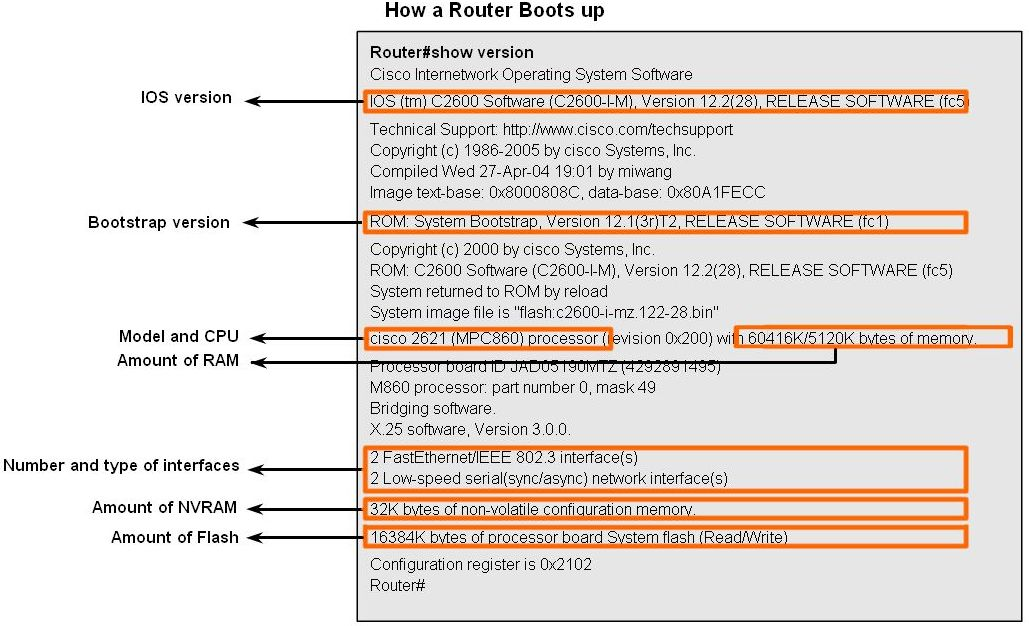 How a Router Boots up
Router#show version
Cisco Internetwork Operating System Software
IOS version
IOS (tm) C2600 Software (C2600-I-M), Version 12.2(28), RELEASE SOFTWARE (fc5)
Technical Support: http://www.cisco.com/techsupport
Copyright (c) 1986-2005 by cisco Systems, Inc.
Compiled Wed 27-Apr-04 19:01 by miwang
Image text-base: 0x8000808C, data-base: 0x80A1FECC
Bootstrap version
ROM: System Bootstrap, Version 12.1(3r)T2, RELEASE SOFTWARE (fc1)
Copyright (c) 2000 by cisco Systems, Inc.
ROM: C2600 Software (C2600-I-M), Version 12.2(28), RELEASE SOFTWARE (fc5)
System returned to ROM by reload
System image file is "flash:c2600-i-mz.122-28.bin"
Model and CPU
cisco 2621 (MPC860) processor (revision 0x200) with 60416K/5120K bytes of memory.
Amount of RAM
Processor board ID JAD05190MTZ (4292891495)
M860 processor: part number 0, mask 49
Bridging software.
X.25 software, Version 3.0.0.
Number and type of interfaces
2 FastEthernet/IEEE 802.3 interface(s)
2 Low-speed serial(sync/async) network interface(s)
Amount of NVRAM
32K bytes of non-volatile configuration memory.
Amount of Flash
16384K bytes of processor board System flash (Read/Write)
Configuration register is 0x2102
Router#